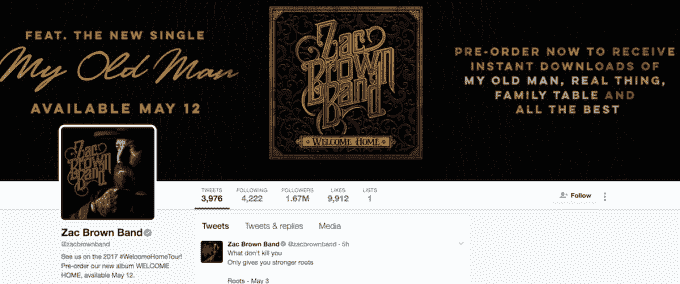 FEAT. THE NEW SINGLE
My Old Man
AVAILABLE MAY 12
Zac
Brown
Band
WELCOME HOME
PRE-ORDER NOW TO RECEIVE
INSTANT DOWNLOADS OF
MY OLD MAN, REAL THING,
FAMILY TABLE AND
ALL THE BEST
Zac
Brown
Band
TWEETS FOLLOWING FOLLOWERS LIKES LISTS
3,976 4,222 1.67M 9,912 1
Follow
Zac Brown Band
@zacbrownband
See us on the 2017 #WelcomeHomeTour!
Pre-order our new album WELCOME
HOME, available May 12.
Tweets Tweets & replies Media
Zac Brown Band @zacbrownband · 5h
What don't kill you
Only gives you stronger roots
Roots - May 3